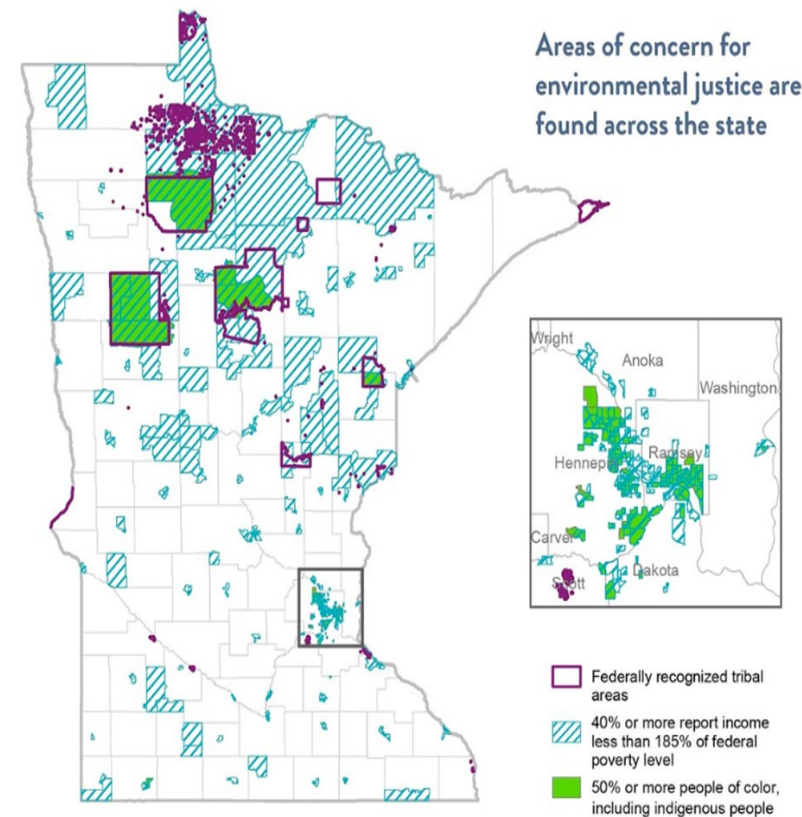 Areas of concern for
environmental justice are
found across the state
Wright
Anoka
Washington
Hennepin
Ramsey
Carver
Scott
Dakota
Federally recognized tribal
areas
40% or more report income
less than 185% of federal
poverty level
50% or more people of color,
including indigenous people